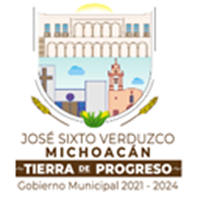 JOSÉ SIXTO VERDUZCO
MICHOACÁN
~TIERRA DE PROGRESO~
Gobierno Municipal 2021 - 2024